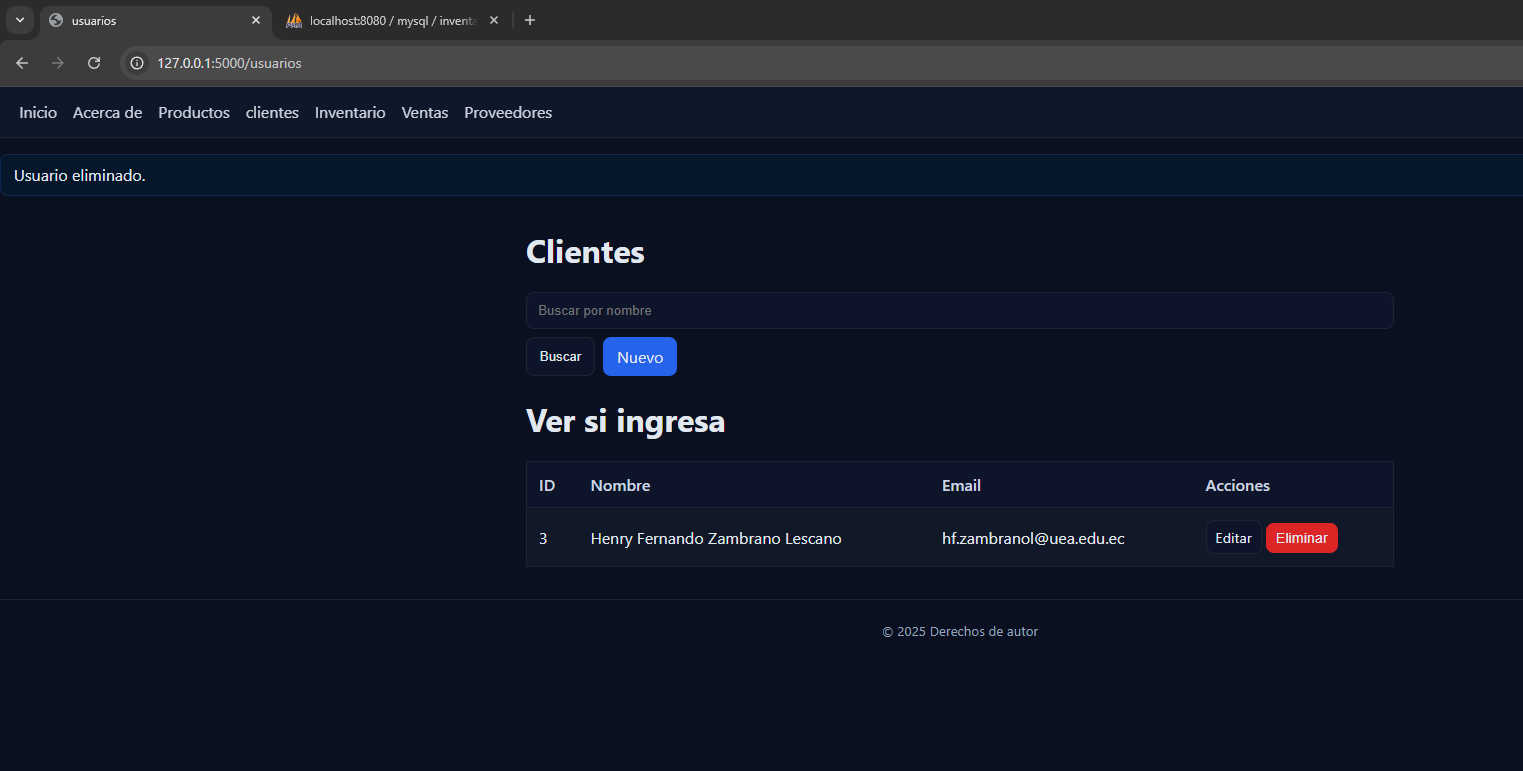 usuarios
localhost:8080 / mysql / inventa
127.0.0.1:5000/usuarios
Inicio Acerca de Productos clientes Inventario Ventas Proveedores
Usuario eliminado.
Clientes
Buscar por nombre
Buscar Nuevo
Ver si ingresa
ID Nombre Email Acciones
3 Henry Fernando Zambrano Lescano hf.zambranol@uea.edu.ec Editar Eliminar
© 2025 Derechos de autor